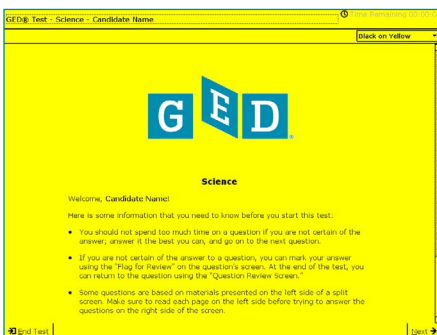 GED® Test - Science - Candidate Name
Time Remaining 00:00:0
Black on Yellow
GED
Science
Welcome, Candidate Name!
Here is some information that you need to know before you start this test:
• You should not spend too much time on a question if you are not certain of the
answer; answer it the best you can, and go on to the next question.
• If you are not certain of the answer to a question, you can mark your answer
using the "Flag for Review" on the question's screen. At the end of the test, you
can return to the question using the "Question Review Screen."
• Some questions are based on materials presented on the left side of a split
screen. Make sure to read each page on the left side before trying to answer the
questions on the right side of the screen.
End Test
Next